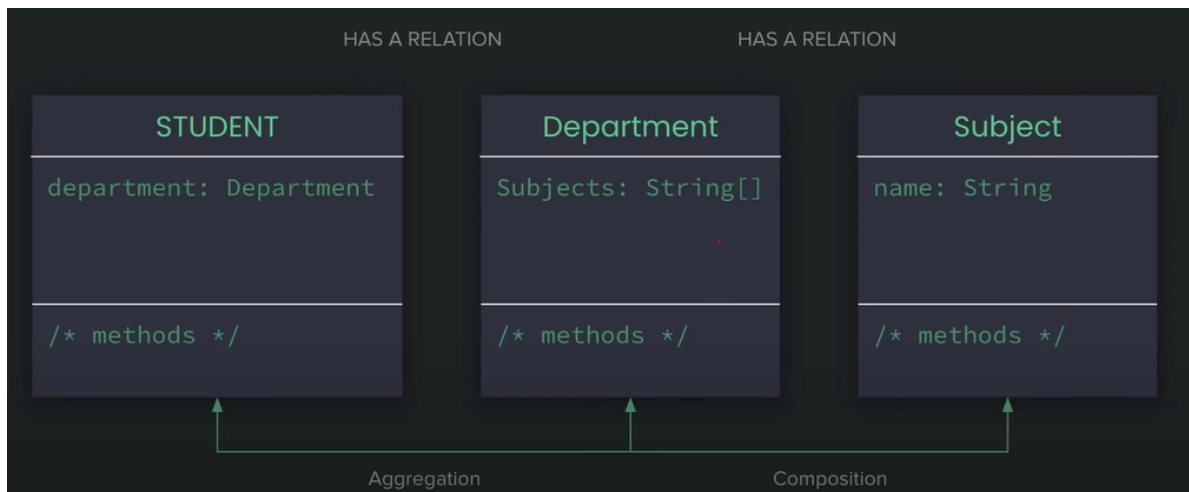 HAS A RELATION
HAS A RELATION
STUDENT
department: Department
/* methods */
Department
Subjects: String[]
/* methods */
Subject
name: String
/* methods */
Aggregation
Composition